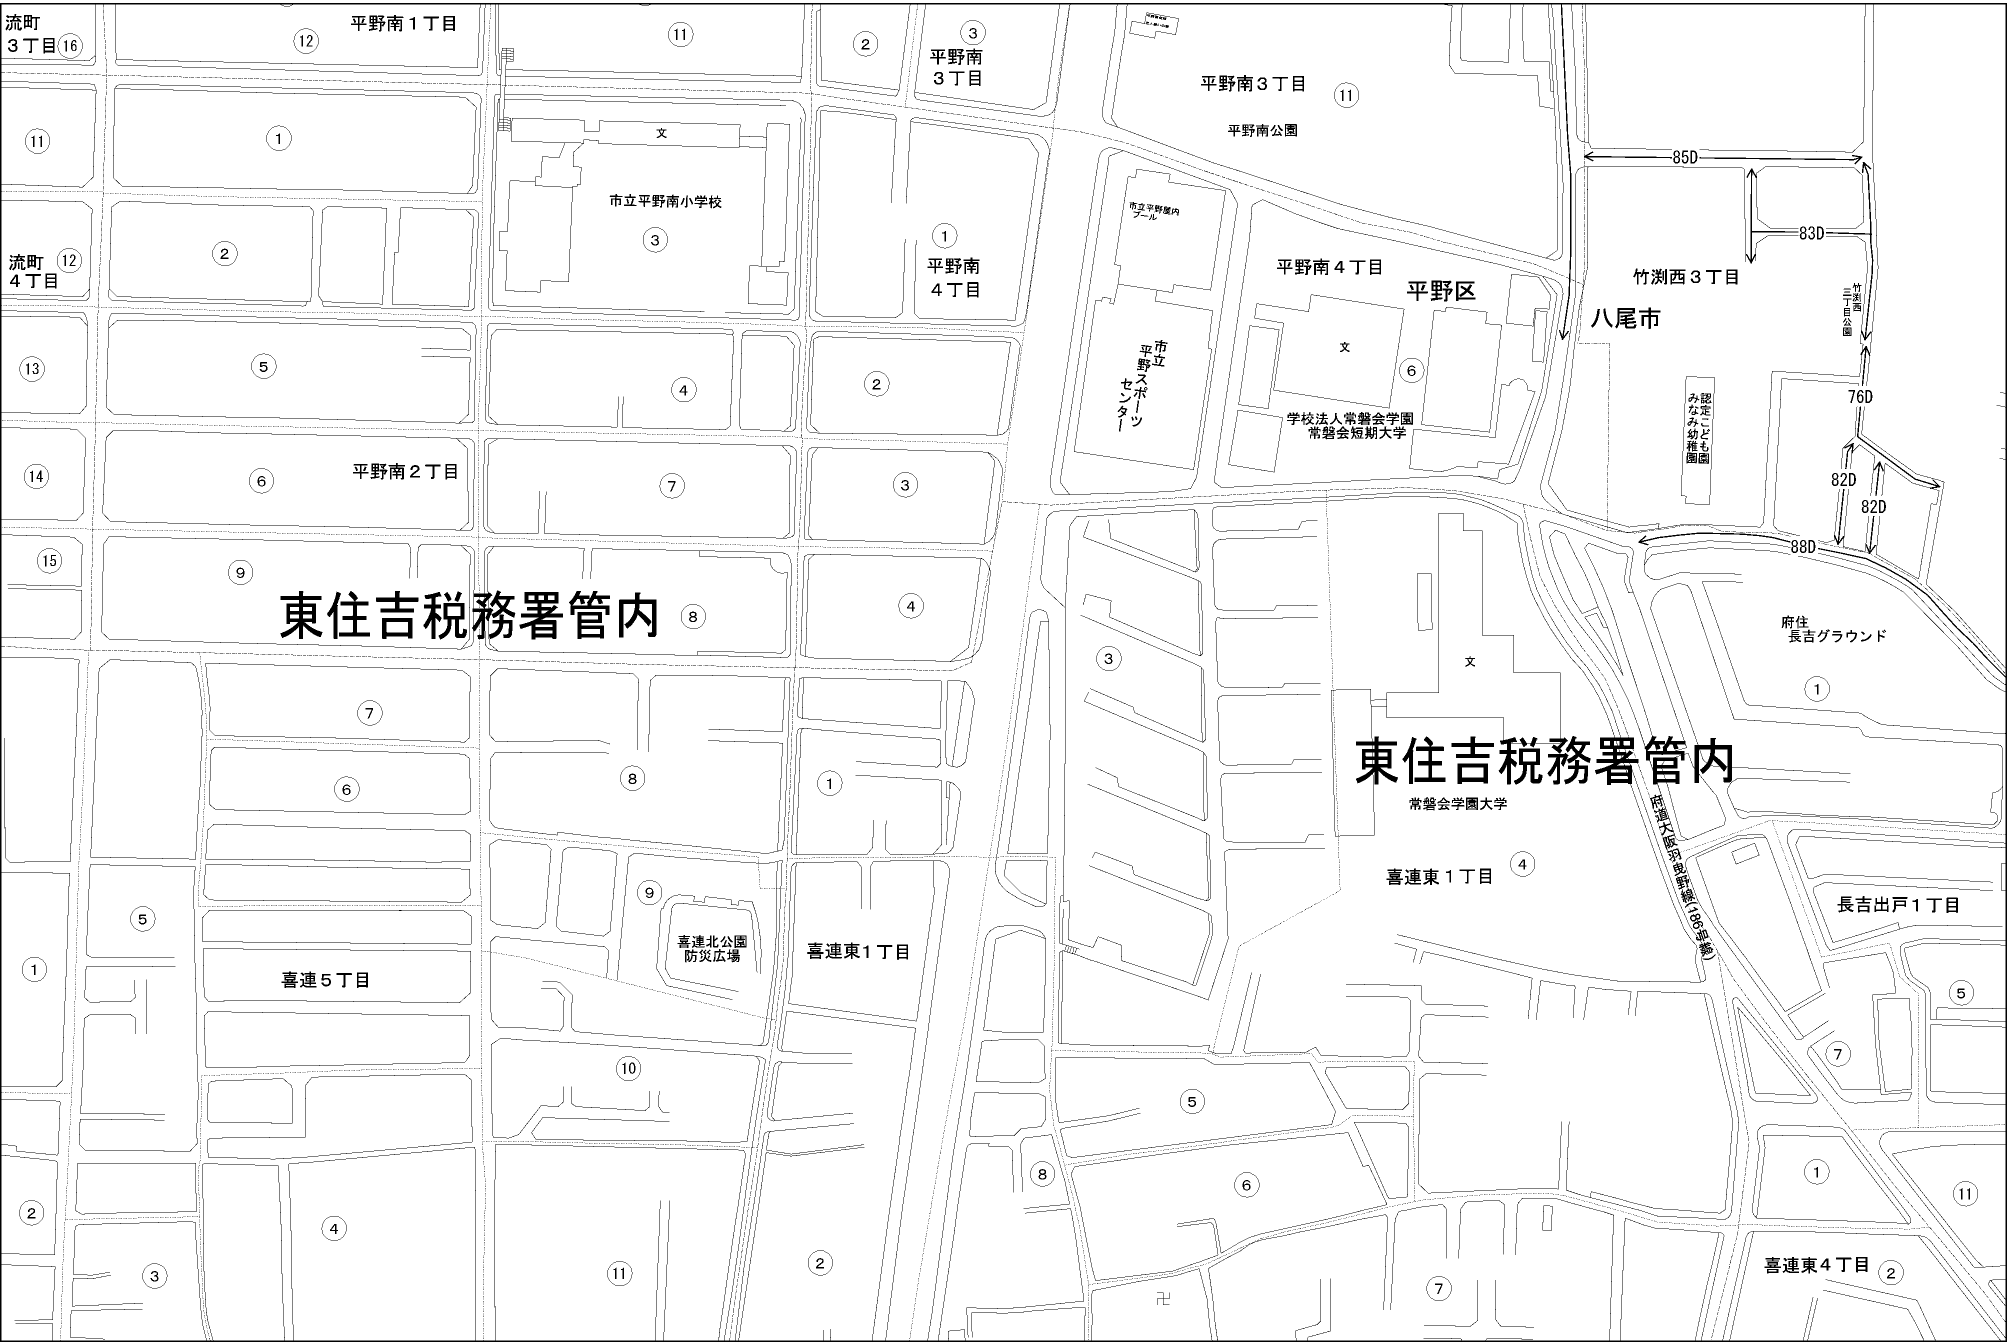 流町
３丁目
16
12
平野南１丁目
11
2
3
平野南
３丁目
平野南３丁目
11
平野南公園
11
1
文
市立平野南小学校
3
1
平野南
４丁目
流町
４丁目
12
2
市立平野屋内
プール
平野南４丁目
平野区
八尾市
竹渕西３丁目
85D
83D
竹渕西
三丁目公園
13
5
4
2
市立
平野スポーツ
センター
文
6
学校法人常磐会学園
常磐会短期大学
認定こども園
みなみ幼稚園
76D
82D
82D
88D
14
6
平野南２丁目
7
3
15
9
東住吉税務署管内
8
4
3
文
府住
長吉グラウンド
1
7
6
8
1
東住吉税務署管内
常磐会学園大学
府道大阪羽曳野線(186号線)
喜連東１丁目
4
長吉出戸１丁目
5
9
喜連北公園
防災広場
喜連東１丁目
1
喜連５丁目
5
7
10
5
8
6
1
11
2
4
3
11
2
7
喜連東４丁目
2